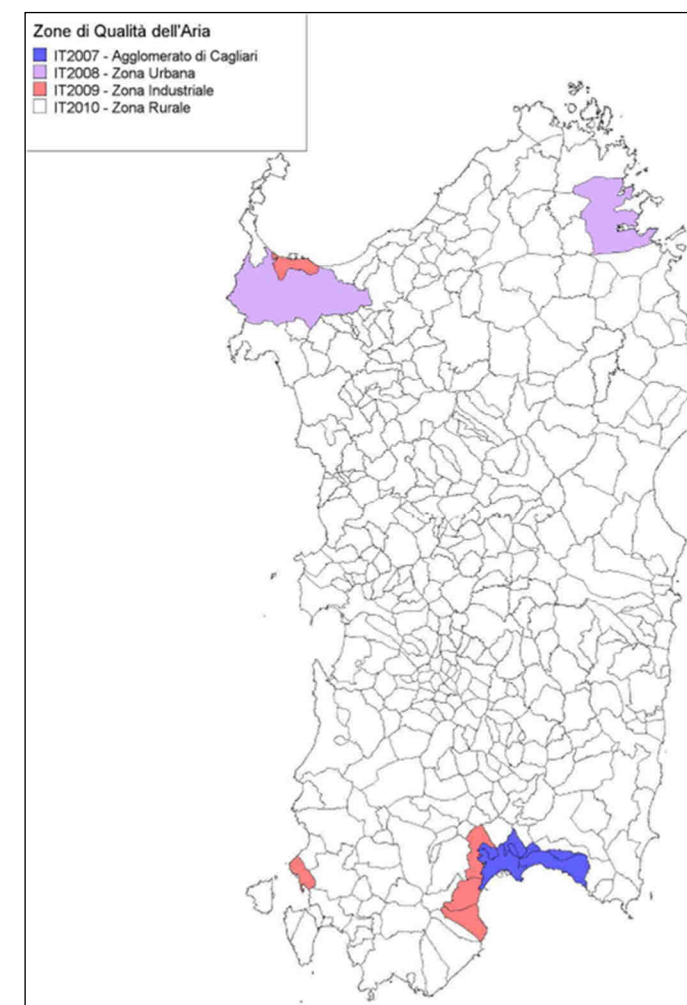 Zone di Qualità dell'Aria
IT2007 - Agglomerato di Cagliari
IT2008 - Zona Urbana
IT2009 - Zona Industriale
IT2010 - Zona Rurale